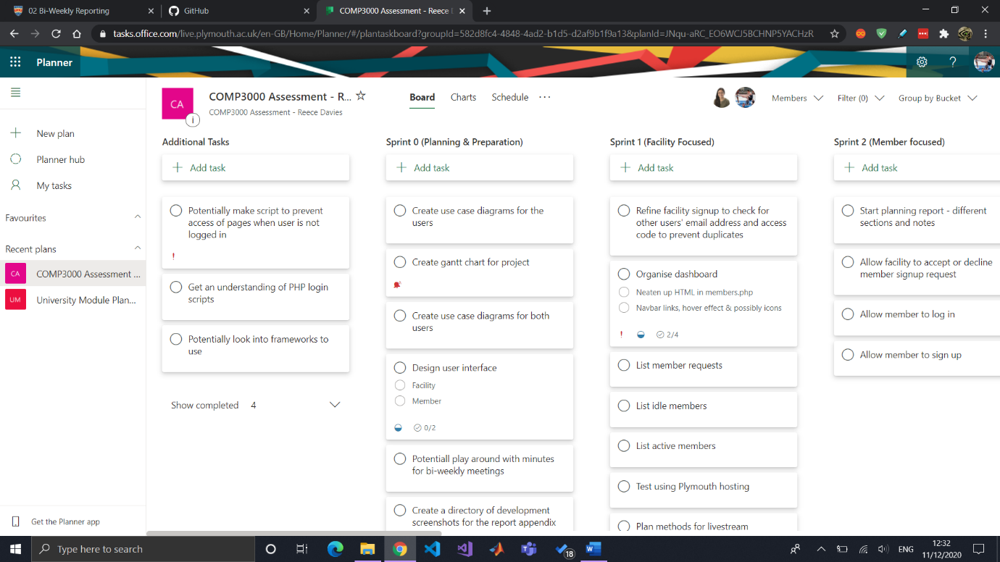 02 Bi-Weekly Reporting
GitHub
COMP3000 Assessment - Reece D
tasks.office.com/live.plymouth.ac.uk/en-GB/Home/Planner/#/plantaskboard?groupId=582d8fc4-4848-4ad2-b1d5-d2af9b1f9a13&planId=JNqu-aRC_EO6WCJ5BCHNP5YACHzR
Planner
?
New plan
Planner hub
My tasks
Favourites
Recent plans
CA COMP3000 Assessment ...
UM University Module Plan...
Get the Planner app
CA
COMP3000 Assessment - R...
COMP3000 Assessment - Reece Davies
Board Charts Schedule ...
Members Filter (0) Group by Bucket
Additional Tasks
Add task
Potentially make script to prevent
access of pages when user is not
logged in
!
Get an understanding of PHP login
scripts
Potentially look into frameworks to
use
Show completed 4
Sprint 0 (Planning & Preparation)
Add task
Create use case diagrams for the
users
Create gantt chart for project
Create use case diagrams for both
users
Design user interface
Facility
Member
0/2
Potentiall play around with minutes
for bi-weekly meetings
Create a directory of development
screenshots for the report appendix
Sprint 1 (Facility Focused)
Add task
Refine facility signup to check for
other users' email address and access
code to prevent duplicates
Organise dashboard
Neaten up HTML in members.php
Navbar links, hover effect & possibly icons
! 2/4
List member requests
List idle members
List active members
Test using Plymouth hosting
Plan methods for livestream
Sprint 2 (Member focused)
Add task
Start planning report - different
sections and notes
Allow facility to accept or decline
member signup request
Allow member to log in
Allow member to sign up
Type here to search
18
ENG
12:32
11/12/2020